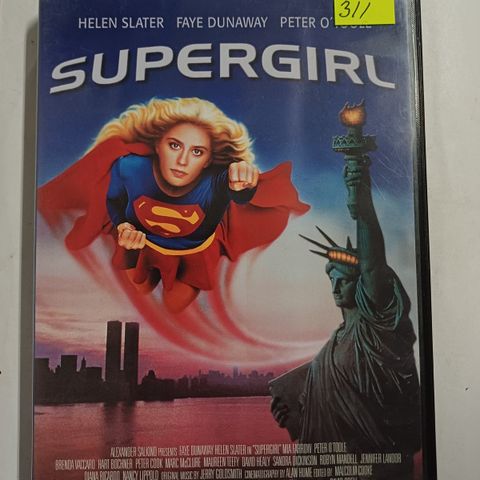 311
HELEN SLATER FAYE DUNAWAY PETER O'TOOLE
SUPERGIRL
S
ALEXANDER SALKIND PRESENTS FAYE DUNAWAY HELEN SLATER IN "SUPERGIRL" MIA FARROW PETER O'TOOLE
BRENDA VACCARO HART BOCHNER PETER COOK MARC McCLURE MAUREEN TEEFY DAVID HEALY SANDRA DICKINSON ROBYN MANDELL JENNIFER LANDOR
DIANA RICARDO NANCY LIPPOLD ORIGINAL MUSIC BY JERRY GOLDSMITH CINEMATOGRAPHY BY ALAN HUME EDITED BY MALCOLM COOKE